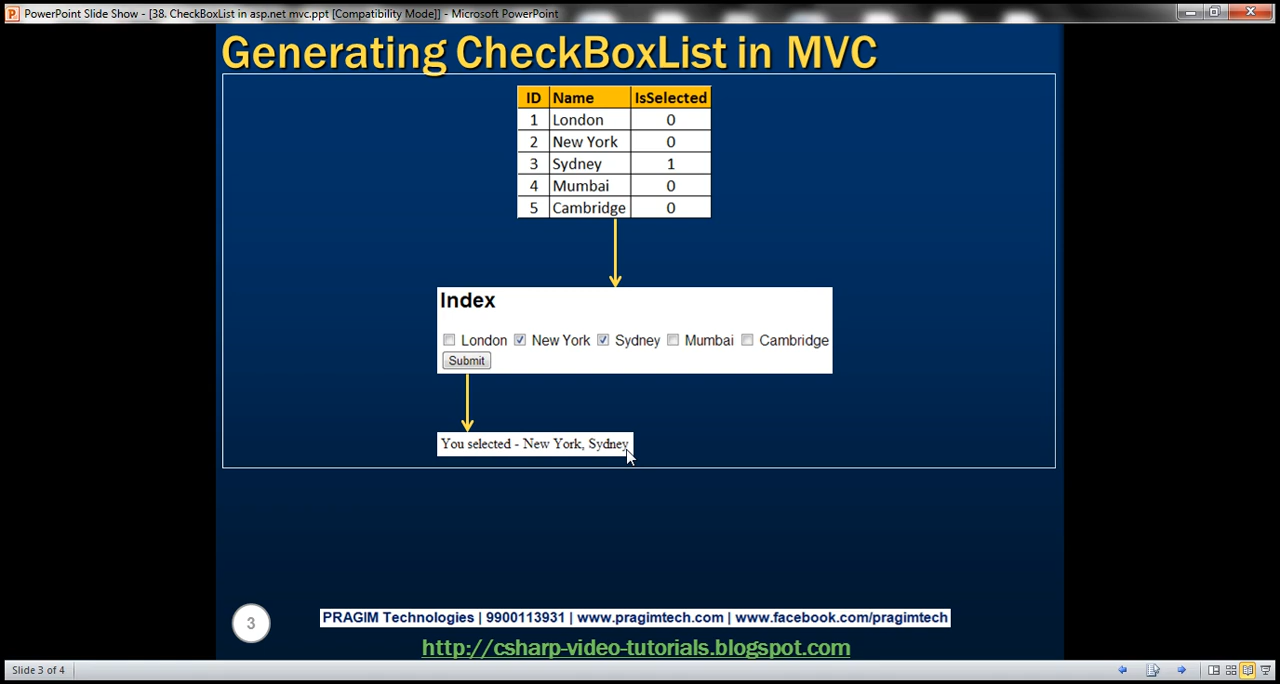 PowerPoint Slide Show - [38. CheckBoxList in asp.net mvc.ppt [Compatibility Mode]] - Microsoft PowerPoint
Generating CheckBoxList in MVC
ID Name IsSelected
1 London 0
2 New York 0
3 Sydney 1
4 Mumbai 0
5 Cambridge 0
Index
London New York Sydney Mumbai Cambridge
Submit
You selected - New York, Sydney
3
PRAGIM Technologies | 9900113931 | www.pragimtech.com | www.facebook.com/pragimtech
http://csharp-video-tutorials.blogspot.com
Slide 3 of 4